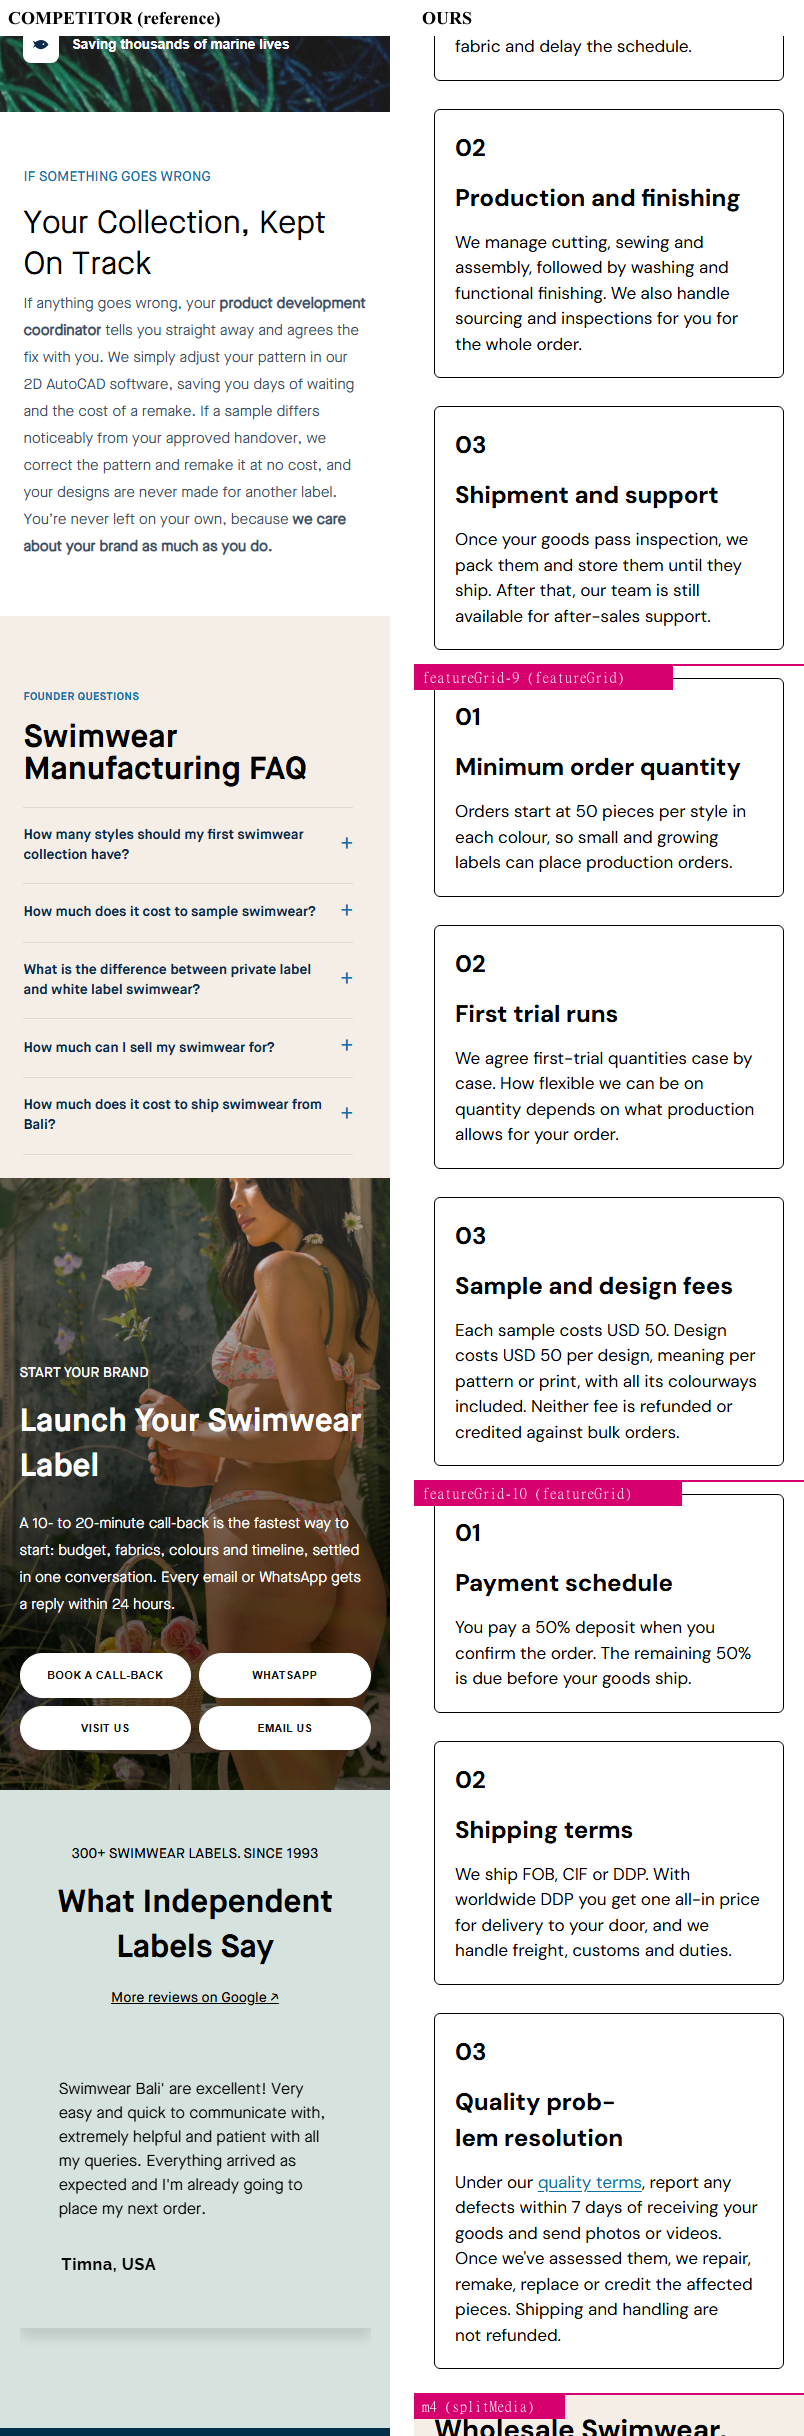 COMPETITOR (reference)
Saving thousands of marine lives
IF SOMETHING GOES WRONG
Your Collection, Kept
On Track
If anything goes wrong, your product development
coordinator tells you straight away and agrees the
fix with you. We simply adjust your pattern in our
2D AutoCAD software, saving you days of waiting
and the cost of a remake. If a sample differs
noticeably from your approved handover, we
correct the pattern and remake it at no cost, and
your designs are never made for another label.
You're never left on your own, because we care
about your brand as much as you do.
FOUNDER QUESTIONS
Swimwear
Manufacturing FAQ
How many styles should my first swimwear
collection have?
+
How much does it cost to sample swimwear?
+
What is the difference between private label
and white label swimwear?
+
How much can I sell my swimwear for?
+
How much does it cost to ship swimwear from
Bali?
+
START YOUR BRAND
Launch Your Swimwear
Label
A 10- to 20-minute call-back is the fastest way to
start: budget, fabrics, colours and timeline, settled
in one conversation. Every email or WhatsApp gets
a reply within 24 hours.
BOOK A CALL-BACK
WHATSAPP
VISIT US
EMAIL US
300+ SWIMWEAR LABELS. SINCE 1993
What Independent
Labels Say
More reviews on Google ↗
Swimwear Bali' are excellent! Very
easy and quick to communicate with,
extremely helpful and patient with all
my queries. Everything arrived as
expected and I'm already going to
place my next order.
Timna, USA
OURS
fabric and delay the schedule.
02
Production and finishing
We manage cutting, sewing and
assembly, followed by washing and
functional finishing. We also handle
sourcing and inspections for you for
the whole order.
03
Shipment and support
Once your goods pass inspection, we
pack them and store them until they
ship. After that, our team is still
available for after-sales support.
featureGrid-9 (featureGrid)
01
Minimum order quantity
Orders start at 50 pieces per style in
each colour, so small and growing
labels can place production orders.
02
First trial runs
We agree first-trial quantities case by
case. How flexible we can be on
quantity depends on what production
allows for your order.
03
Sample and design fees
Each sample costs USD 50. Design
costs USD 50 per design, meaning per
pattern or print, with all its colourways
included. Neither fee is refunded or
credited against bulk orders.
featureGrid-10 (featureGrid)
01
Payment schedule
You pay a 50% deposit when you
confirm the order. The remaining 50%
is due before your goods ship.
02
Shipping terms
We ship FOB, CIF or DDP. With
worldwide DDP you get one all-in price
for delivery to your door, and we
handle freight, customs and duties.
03
Quality prob-
lem resolution
Under our quality terms, report any
defects within 7 days of receiving your
goods and send photos or videos.
Once we've assessed them, we repair,
remake, replace or credit the affected
pieces. Shipping and handling are
not refunded.
m4 (splitMedia)
Wholesale Swimwear.